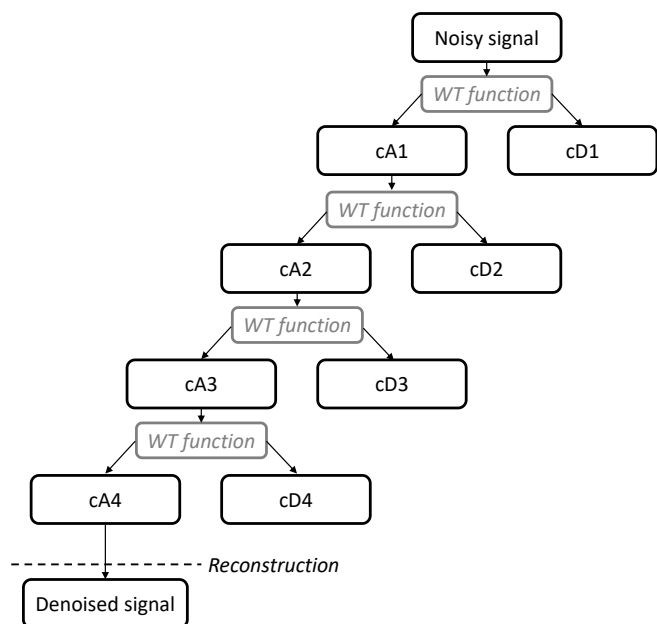 Noisy signal
WT function
cA1
cD1
WT function
cA2
cD2
WT function
cA3
cD3
WT function
cA4
cD4
Reconstruction
Denoised signal